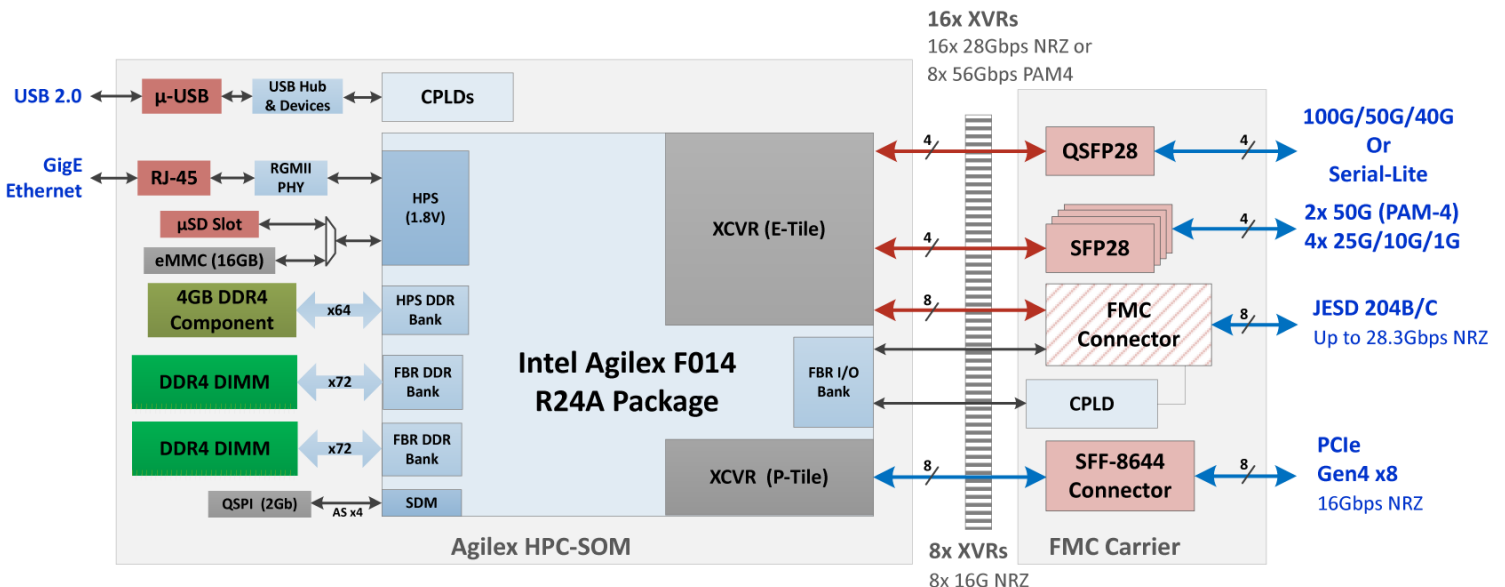 16x XVRs
16x 28Gbps NRZ or
8x 56Gbps PAM4
USB 2.0
μ-USB
USB Hub
& Devices
CPLDs
GigE
Ethernet
RJ-45
RGMII
PHY
HPS
(1.8V)
μSD Slot
eMMC (16GB)
4GB DDR4
Component
x64
HPS DDR
Bank
DDR4 DIMM
x72
FBR DDR
Bank
DDR4 DIMM
x72
FBR DDR
Bank
QSPI (2Gb)
AS x4
SDM
Intel Agilex F014
R24A Package
XCVR (E-Tile)
FBR I/O
Bank
XCVR (P-Tile)
Agilex HPC-SOM
4
QSFP28
4
100G/50G/40G
Or
Serial-Lite
4
SFP28
4
2x 50G (PAM-4)
4x 25G/10G/1G
8
FMC
Connector
8
JESD 204B/C
Up to 28.3Gbps NRZ
CPLD
8
SFF-8644
Connector
8
PCIe
Gen4 x8
16Gbps NRZ
FMC Carrier
8x XVRs
8x 16G NRZ